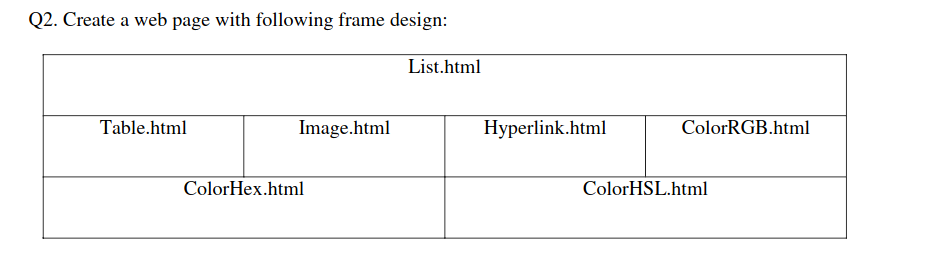 Q2. Create a web page with following frame design:
List.html
Table.html Image.html Hyperlink.html ColorRGB.html
ColorHex.html ColorHSL.html